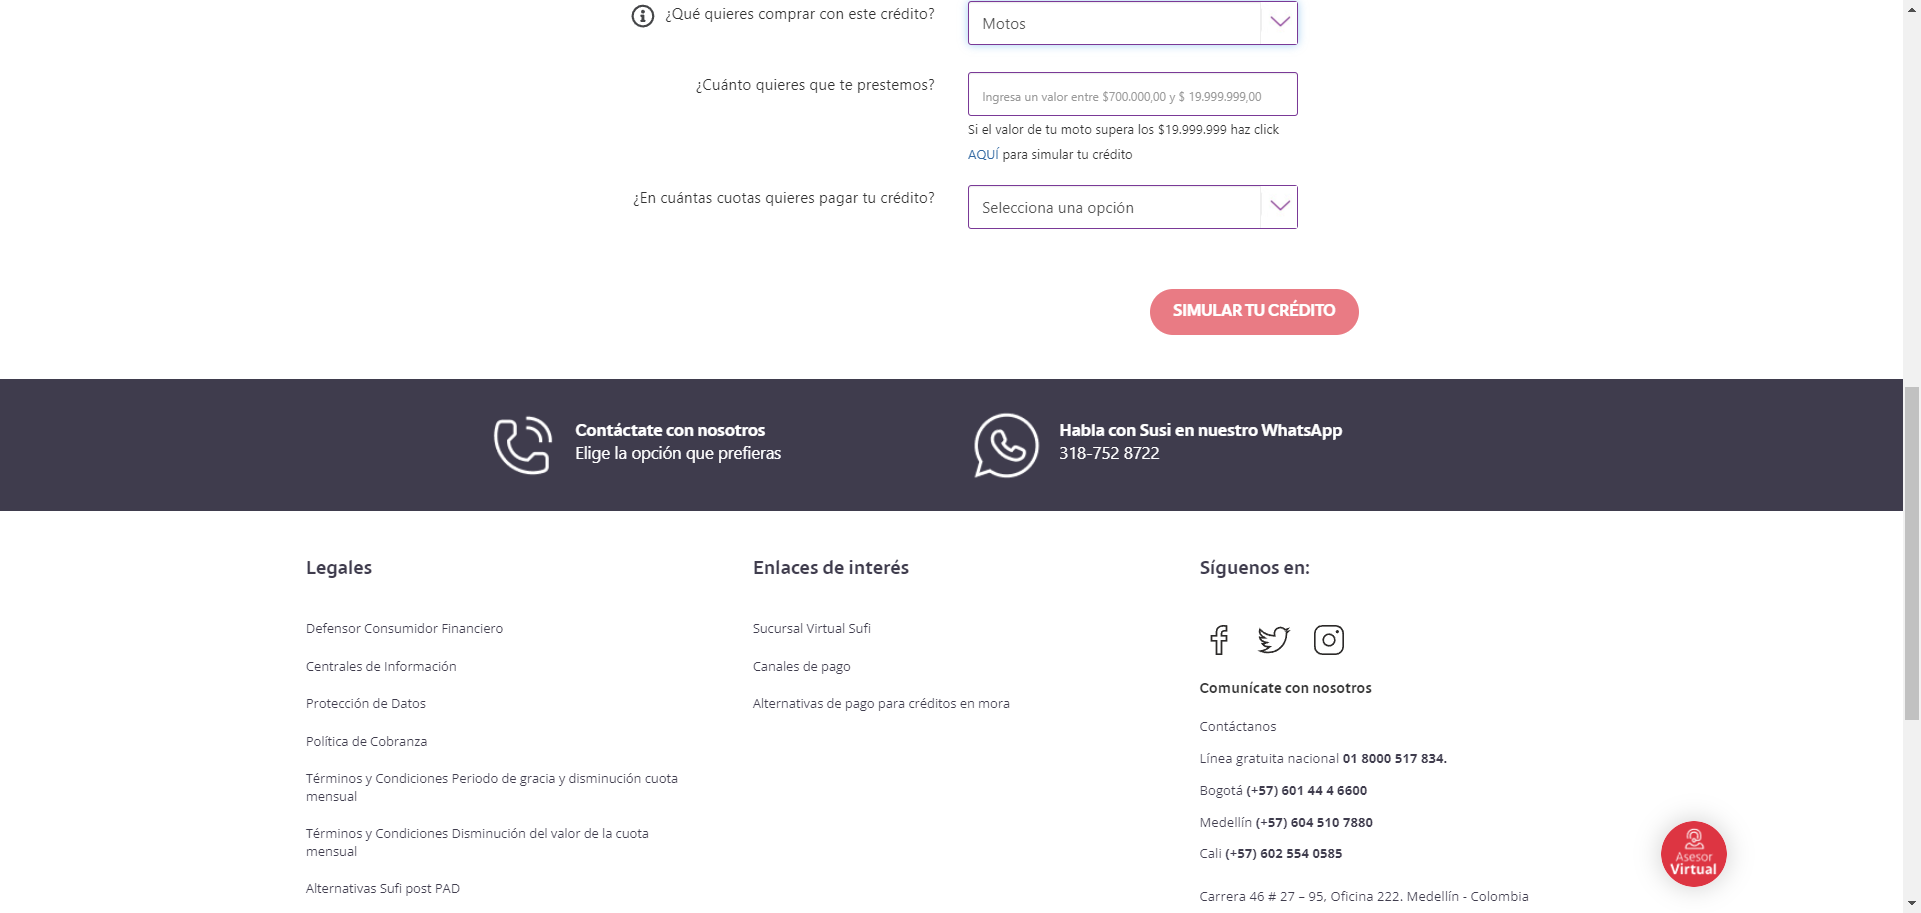 ¿Qué quieres comprar con este crédito?
Motos
¿Cuánto quieres que te prestemos?
Ingresa un valor entre $700.000,00 y $ 19.999.999,00
Si el valor de tu moto supera los $19.999.999 haz click
AQUÍ para simular tu crédito
¿En cuántas cuotas quieres pagar tu crédito?
Selecciona una opción
SIMULAR TU CRÉDITO
Contáctate con nosotros
Elige la opción que prefieras
Habla con Susi en nuestro WhatsApp
318-752 8722
Legales
Defensor Consumidor Financiero
Centrales de Información
Protección de Datos
Política de Cobranza
Términos y Condiciones Periodo de gracia y disminución cuota
mensual
Términos y Condiciones Disminución del valor de la cuota
mensual
Alternativas Sufi post PAD
Enlaces de interés
Sucursal Virtual Sufi
Canales de pago
Alternativas de pago para créditos en mora
Síguenos en:
Comunícate con nosotros
Contáctanos
Línea gratuita nacional 01 8000 517 834.
Bogotá (+57) 601 44 4 6600
Medellín (+57) 604 510 7880
Cali (+57) 602 554 0585
Carrera 46 # 27 – 95, Oficina 222. Medellín - Colombia
Asesor
Virtual